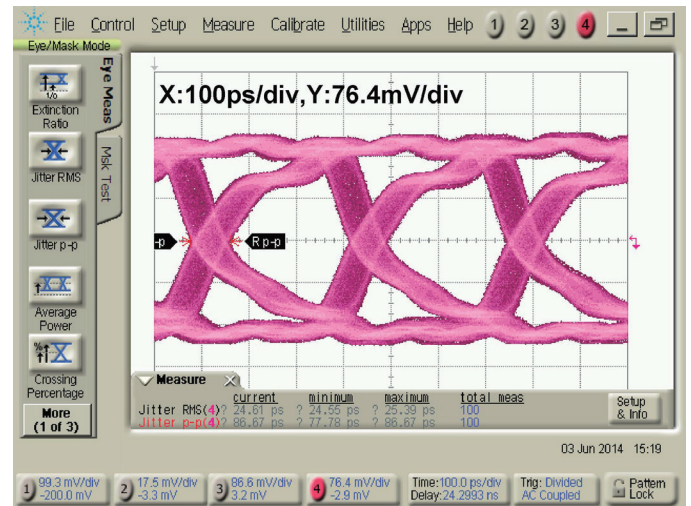 File Control Setup Measure Calibrate Utilities Apps Help 1 2 3 4
Eye/Mask Mode
Eye Meas
Msk Test
Extinction
Ratio
Jitter RMS
Jitter p-p
Average
Power
Crossing
Percentage
More
(1 of 3)
X:100ps/div,Y:76.4mV/div
-p
R p-p
Measure
current minimum maximum total meas
Jitter RMS(4)? 24.61 ps ? 24.55 ps ? 25.39 ps 100
Jitter p-p(4)? 86.67 ps ? 77.78 ps ? 86.67 ps 100
Setup
& Info
03 Jun 2014 15:19
1 99.3 mV/div
-200.0 mV
2 17.5 mV/div
-3.3 mV
3 86.6 mV/div
3.2 mV
4 76.4 mV/div
-2.9 mV
Time:100.0 ps/div
Delay:24.2993 ns
Trig: Divided
AC Coupled
Pattern
Lock